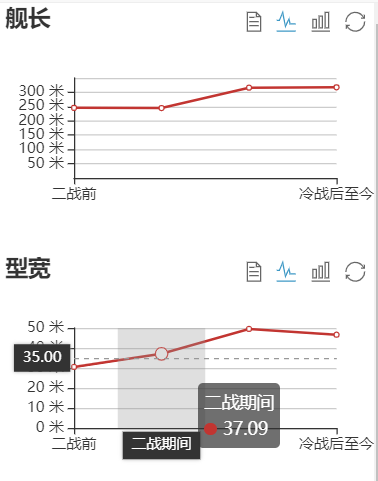 舰长
300 米
250 米
200 米
150 米
100 米
50 米
二战前
冷战后至今
型宽
50 米
35.00
20 米
10 米
0 米
二战期间
37.09
二战前
二战期间
冷战后至今